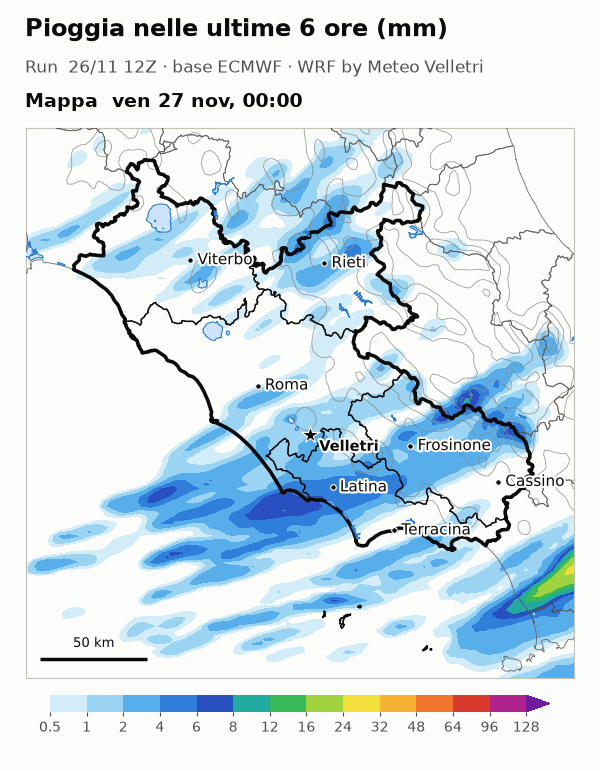 Pioggia nelle ultime 6 ore (mm)
Run  26/11 12Z · base ECMWF · WRF by Meteo Velletri
Mappa  ven 27 nov, 00:00
Viterbo
Rieti
Roma
Velletri
Frosinone
Latina
Cassino
Terracina
50 km
0.5 1 2 4 6 8 12 16 24 32 48 64 96 128